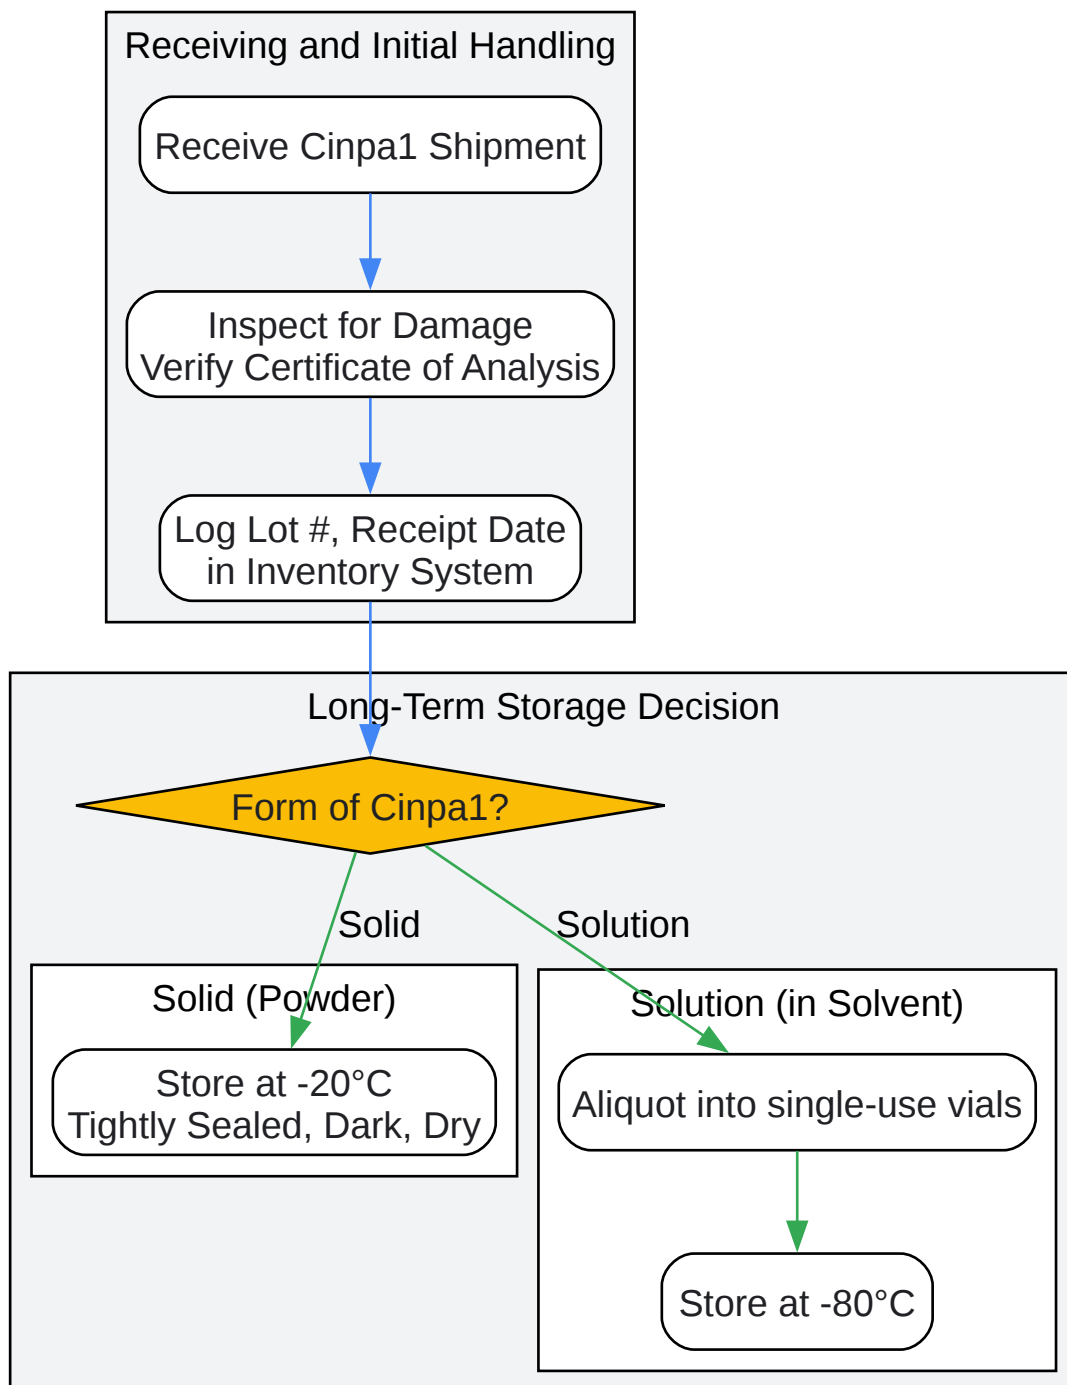 Receiving and Initial Handling
Receive Cinpa1 Shipment
Inspect for Damage
Verify Certificate of Analysis
Log Lot #, Receipt Date
in Inventory System
Long-Term Storage Decision
Form of Cinpa1?
Solid
Solution
Solid (Powder)
Store at -20°C
Tightly Sealed, Dark, Dry
Solution (in Solvent)
Aliquot into single-use vials
Store at -80°C